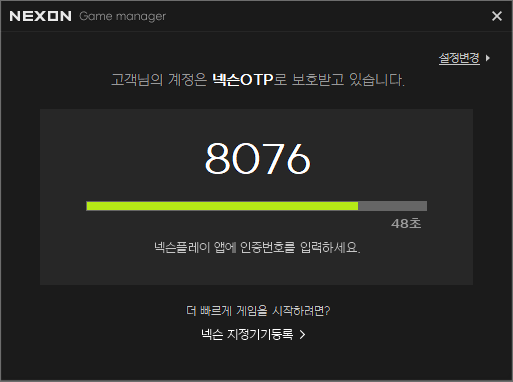 NEXON Game manager
설정변경
고객님의 계정은 넥슨OTP로 보호받고 있습니다.
8076
48초
넥슨플레이 앱에 인증번호를 입력하세요.
더 빠르게 게임을 시작하려면?
넥슨 지정기기등록 >